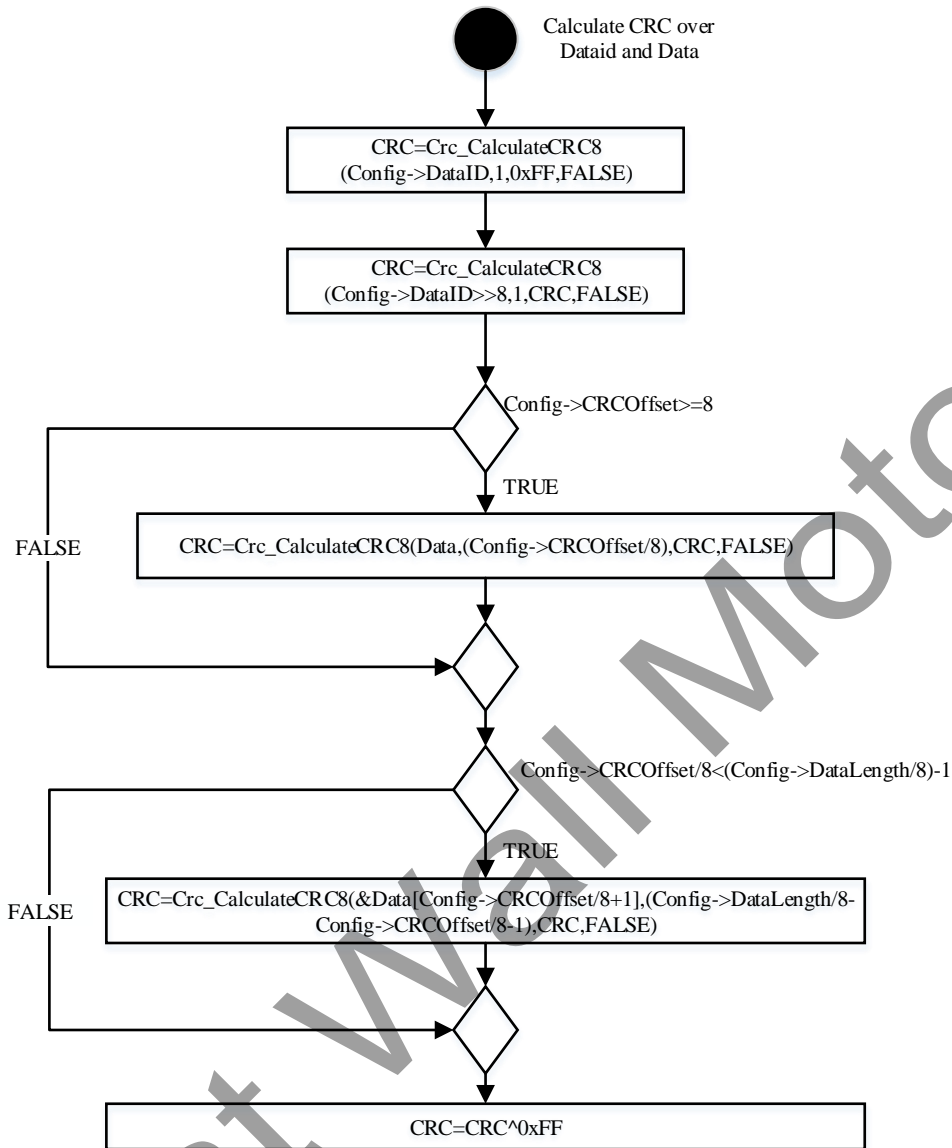 Calculate CRC over
Dataid and Data
CRC=Crc_CalculateCRC8
(Config->DataID,1,0xFF,FALSE)
CRC=Crc_CalculateCRC8
(Config->DataID>>8,1,CRC,FALSE)
Config->CRCOffset>=8
TRUE
FALSE
CRC=Crc_CalculateCRC8(Data,(Config->CRCOffset/8),CRC,FALSE)
Config->CRCOffset/8<(Config->DataLength/8)-1
TRUE
FALSE
CRC=Crc_CalculateCRC8(&Data[Config->CRCOffset/8+1],(Config->DataLength/8-
Config->CRCOffset/8-1),CRC,FALSE)
CRC=CRC^0xFF
Wall